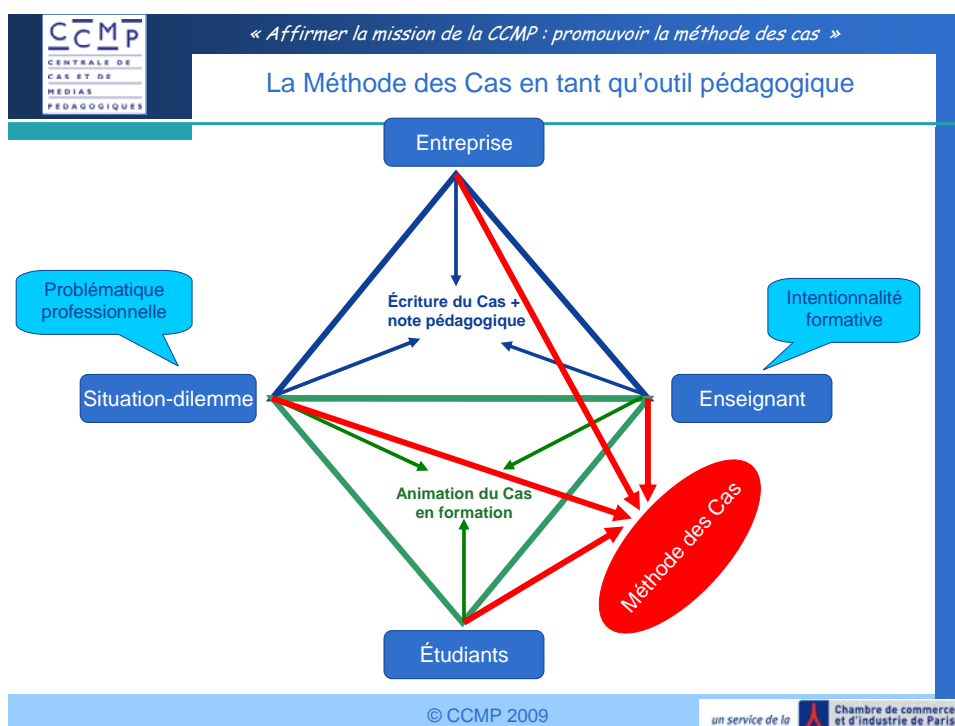 CCMP
CENTRALE DE
CAS ET DE
MEDIAS
PEDAGOGIQUES
« Affirmer la mission de la CCMP : promouvoir la méthode des cas »
La Méthode des Cas en tant qu'outil pédagogique
Entreprise
Problématique
professionnelle
Écriture du Cas +
note pédagogique
Intentionnalité
formative
Situation-dilemme
Enseignant
Animation du Cas
en formation
Méthode des Cas
Étudiants
© CCMP 2009
un service de la
Chambre de commerce
et d'industrie de Paris